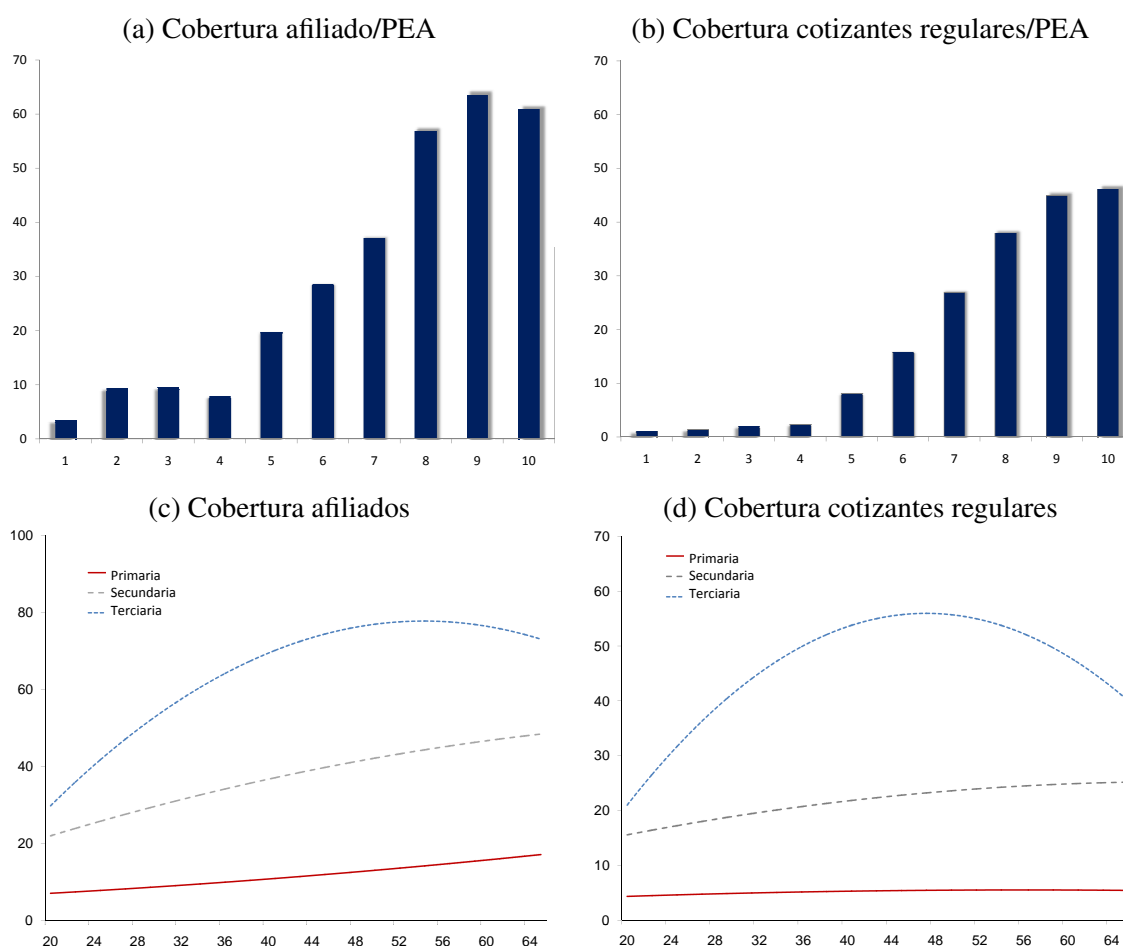 (a) Cobertura afiliado/PEA
70
60
50
40
30
20
10
0
1 2 3 4 5 6 7 8 9 10
(b) Cobertura cotizantes regulares/PEA
70
60
50
40
30
20
10
0
1 2 3 4 5 6 7 8 9 10
(c) Cobertura afiliados
100
80
60
40
20
0
Primaria
Secundaria
Terciaria
20 24 28 32 36 40 44 48 52 56 60 64
(d) Cobertura cotizantes regulares
70
60
50
40
30
20
10
0
Primaria
Secundaria
Terciaria
20 24 28 32 36 40 44 48 52 56 60 64